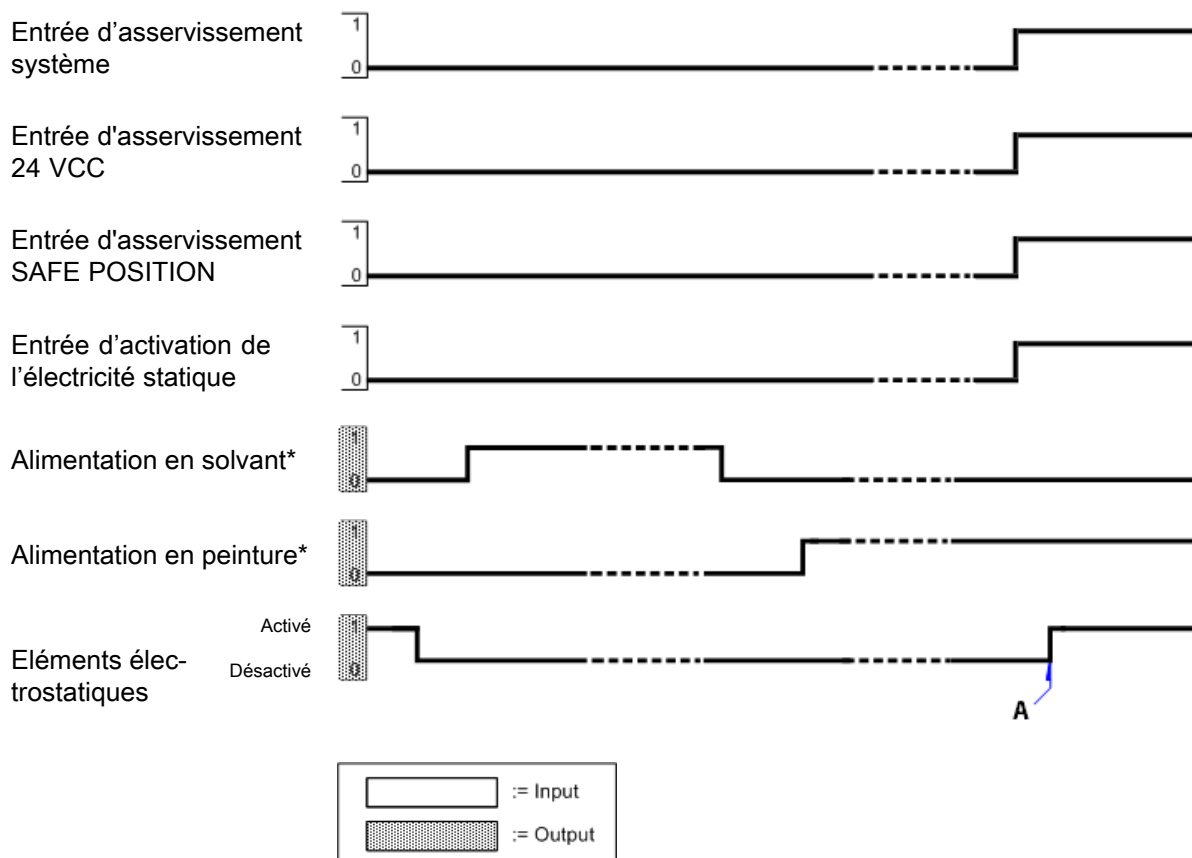 Entrée d’asservissement
système
1
0
Entrée d'asservissement
24 VCC
1
0
Entrée d'asservissement
SAFE POSITION
1
0
Entrée d’activation de
l’électricité statique
1
0
Alimentation en solvant*
1
0
Alimentation en peinture*
1
0
Activé
1
Eléments élec-
trostatiques
Désactivé
0
A
:= Input
:= Output